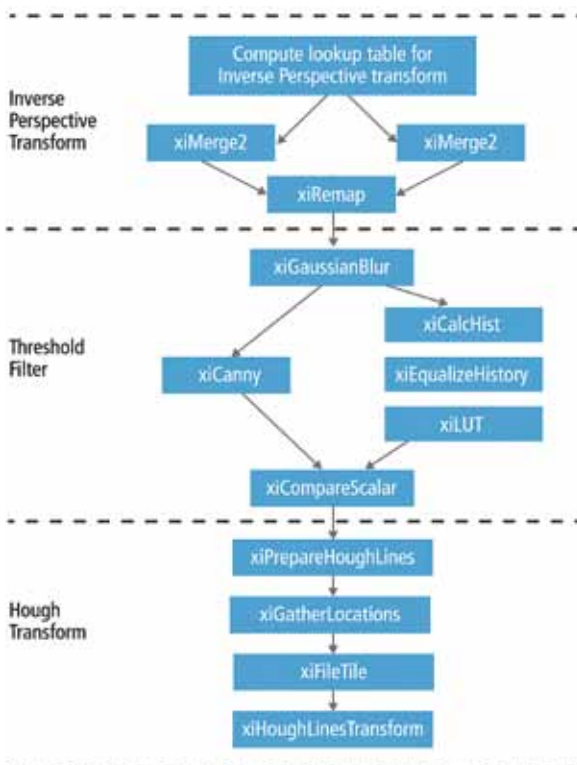 Compute lookup table for
Inverse Perspective transform
Inverse
Perspective
Transform
xiMerge2
xiMerge2
xiRemap
xiGaussianBlur
xiCalcHist
Threshold
Filter
xiCanny
xiEqualizeHistory
xiLUT
xiCompareScalar
xiPrepareHoughLines
Hough
Transform
xiGatherLocations
xiFileTile
xiHoughLinesTransform